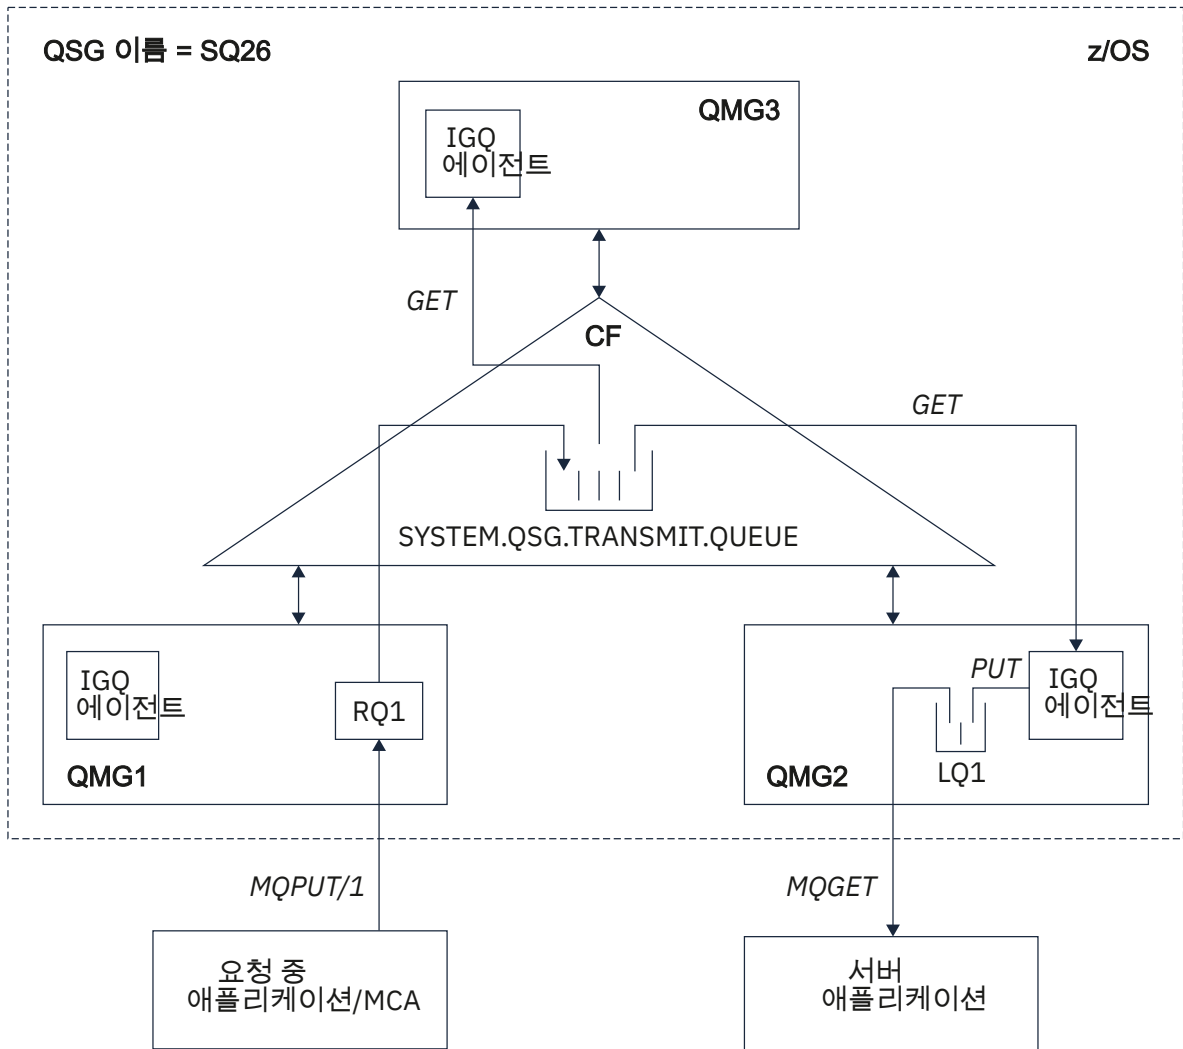 QSG 이름 = SQ26
z/OS
QMG3
IGQ
에이전트
GET
CF
GET
SYSTEM.QSG.TRANSMIT.QUEUE
IGQ
에이전트
RQ1
QMG1
PUT
IGQ
에이전트
LQ1
QMG2
MQPUT/1
MQGET
요청 중
애플리케이션/MCA
서버
애플리케이션